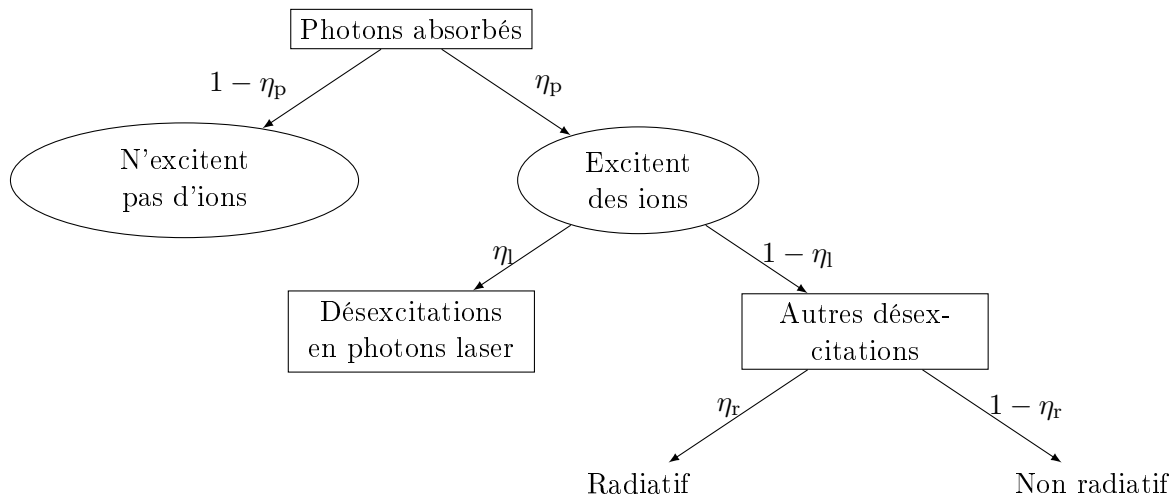 Photons absorbés
1 − ηp
ηp
N'excitent
pas d'ions
Excitent
des ions
ηl
1 − ηl
Désexcitations
en photons laser
Autres désex-
citations
ηr
1 − ηr
Radiatif
Non radiatif